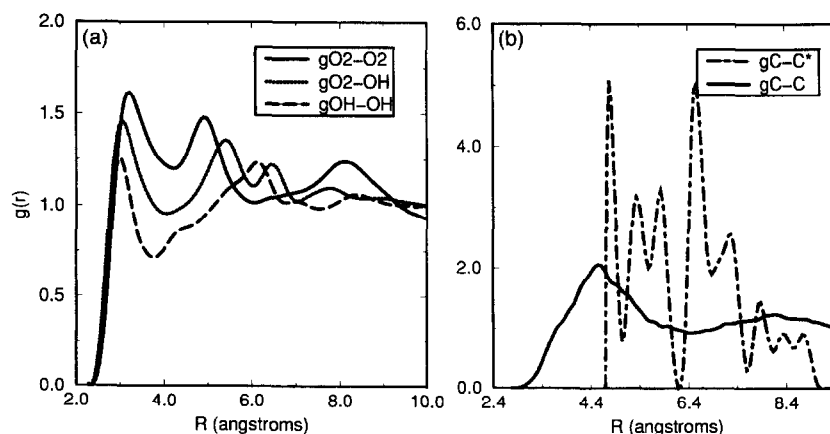 (a)
gO2-O2
gO2-OH
gOH-OH
2.0
1.5
1.0
0.5
0.0
g(r)
2.0 4.0 6.0 8.0 10.0
R (angstroms)
(b)
gC-C*
gC-C
6.0
4.0
2.0
0.0
2.4 4.4 6.4 8.4
R (angstroms)